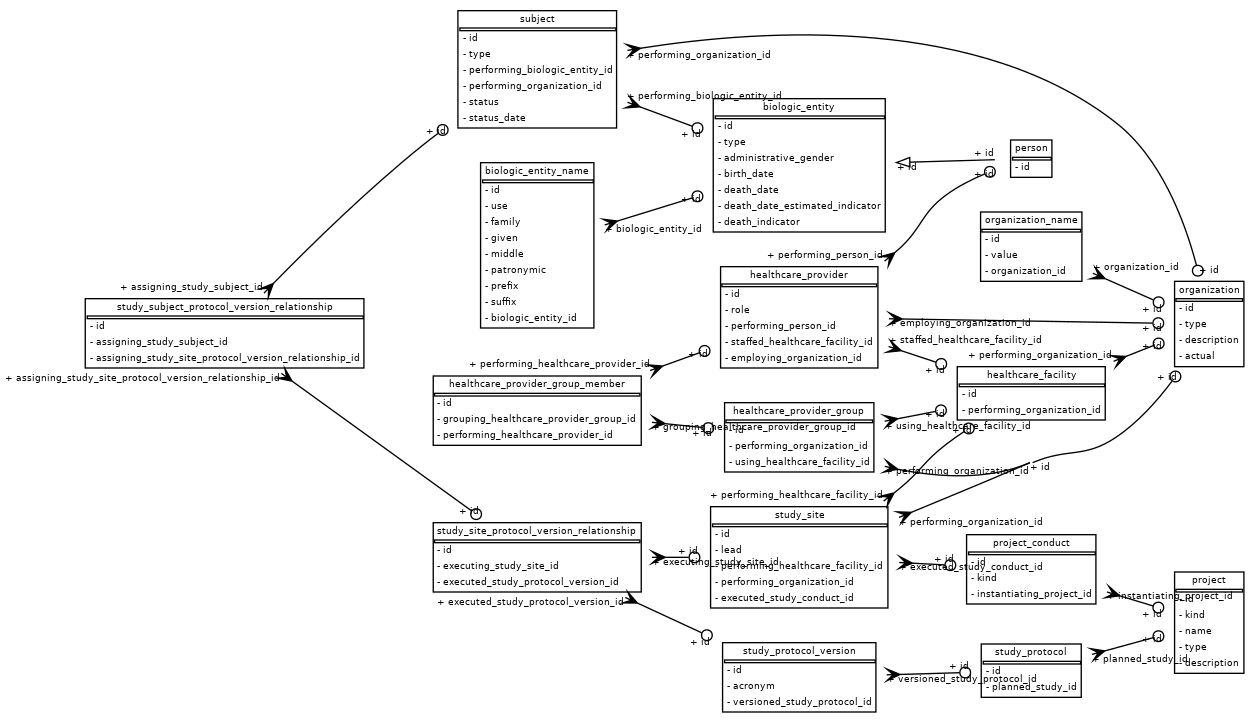 subject
- id
- type
- performing_biologic_entity_id
- performing_organization_id
- status
- status_date
+ performing_organization_id
+ performing_biologic_entity_id
+ id
+ id
biologic_entity
- id
- type
- administrative_gender
- birth_date
- death_date
- death_date_estimated_indicator
- death_indicator
+ id
+ id
+ id
person
- id
biologic_entity_name
- id
- use
- family
- given
- middle
- patronymic
- prefix
- suffix
- biologic_entity_id
+ id
+ biologic_entity_id
organization_name
- id
- value
- organization_id
+ organization_id
+ id
+ id
organization
- id
- type
- description
- actual
+ performing_person_id
healthcare_provider
- id
- role
- performing_person_id
- staffed_healthcare_facility_id
- employing_organization_id
+ employing_organization_id
+ id
+ staffed_healthcare_facility_id
+ id
+ performing_organization_id
+ id
+ id
healthcare_facility
- id
- performing_organization_id
+ assigning_study_subject_id
study_subject_protocol_version_relationship
- id
- assigning_study_subject_id
- assigning_study_site_protocol_version_relationship_id
+ assigning_study_site_protocol_version_relationship_id
+ id
+ performing_healthcare_provider_id
+ id
healthcare_provider_group_member
- id
- grouping_healthcare_provider_group_id
- performing_healthcare_provider_id
+ grouping_healthcare_provider_group_id
+ id
healthcare_provider_group
- id
- performing_organization_id
- using_healthcare_facility_id
+ id
+ using_healthcare_facility_id
+ id
+ performing_organization_id
+ id
+ performing_healthcare_facility_id
study_site
- id
- lead
- performing_healthcare_facility_id
- performing_organization_id
- executed_study_conduct_id
+ performing_organization_id
+ id
+ executed_study_conduct_id
study_site_protocol_version_relationship
- id
- executing_study_site_id
- executed_study_protocol_version_id
+ id
+ executing_study_site_id
+ executed_study_protocol_version_id
+ id
project_conduct
- id
- kind
- instantiating_project_id
+ instantiating_project_id
+ id
project
- id
- kind
- name
- type
- description
study_protocol_version
- id
- acronym
- versioned_study_protocol_id
+ id
+ versioned_study_protocol_id
study_protocol
- id
- planned_study_id
+ id
+ planned_study_id